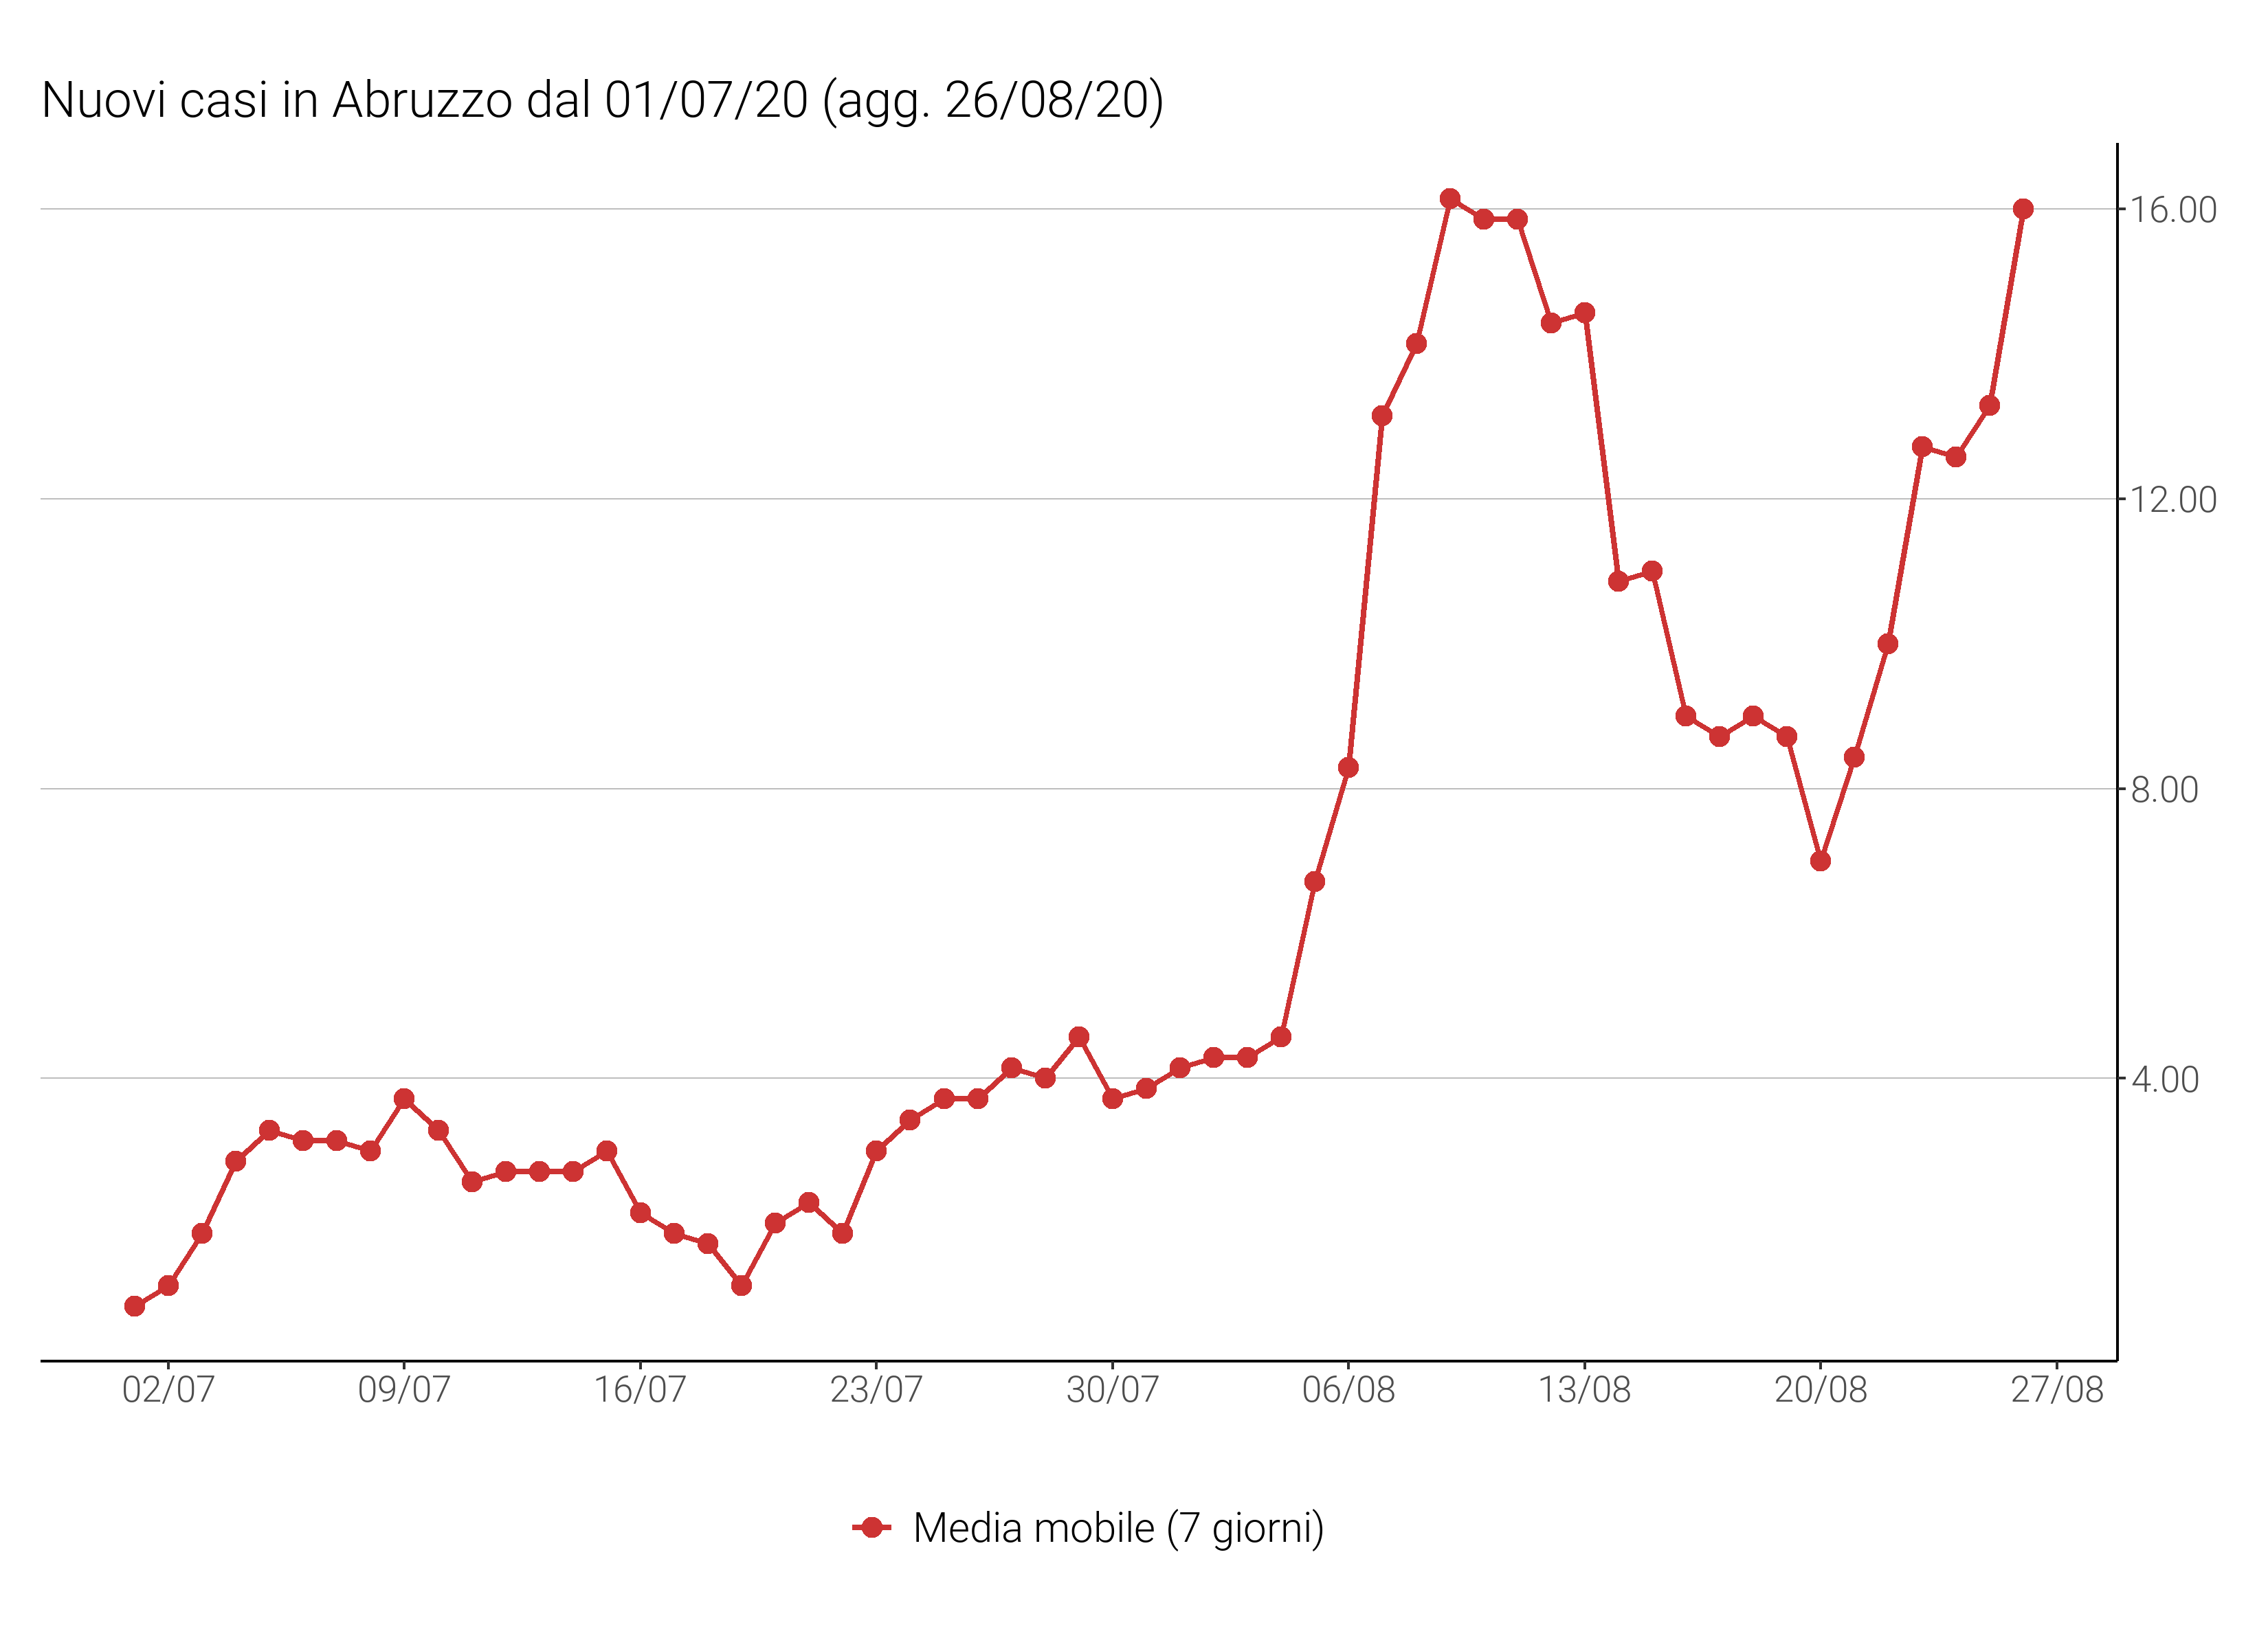 Nuovi casi in Abruzzo dal 01/07/20 (agg. 26/08/20)
16.00
12.00
8.00
4.00
02/07 09/07 16/07 23/07 30/07 06/08 13/08 20/08 27/08
Media mobile (7 giorni)